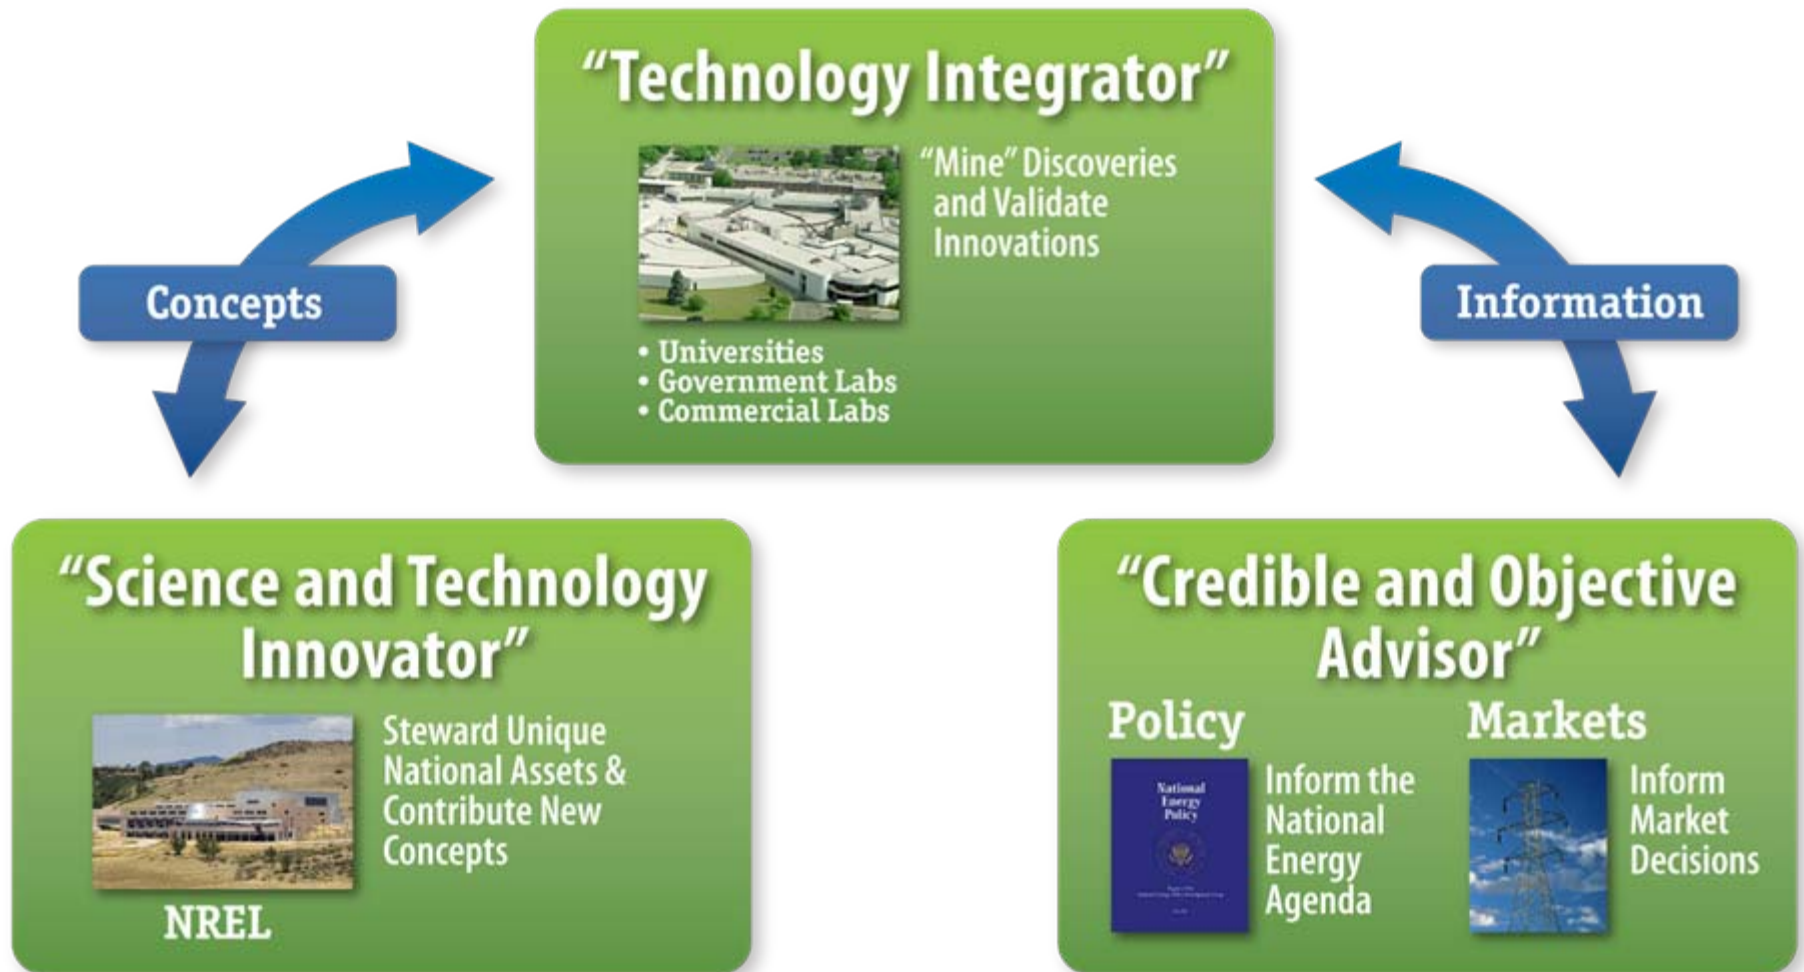 “Technology Integrator”
“Mine” Discoveries
and Validate
Innovations
• Universities
• Government Labs
• Commercial Labs
Concepts
Information
“Science and Technology
Innovator”
Steward Unique
National Assets &
Contribute New
Concepts
NREL
“Credible and Objective
Advisor”
Policy
National
Energy
Policy
Inform the
National
Energy
Agenda
Markets
Inform
Market
Decisions